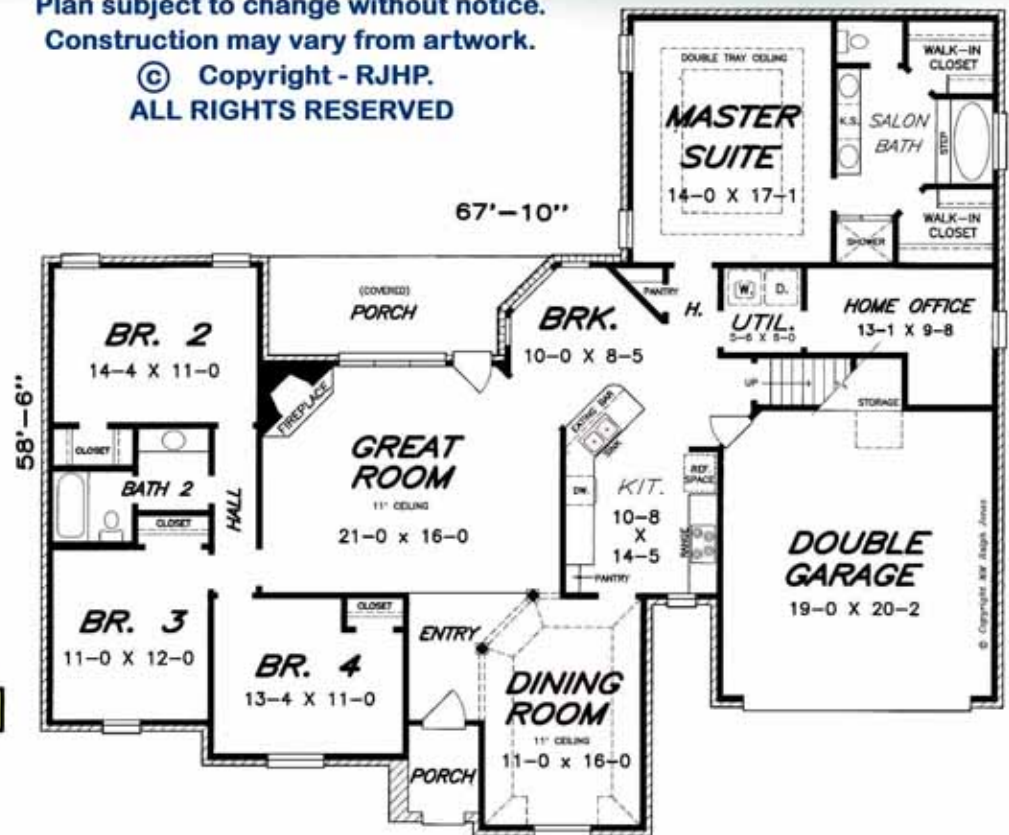 Plan subject to change without notice.
Construction may vary from artwork.
© Copyright - RJHP.
ALL RIGHTS RESERVED
67'-10"
58'-6"
DOUBLE TRAY CEILING
MASTER
SUITE
14-0 X 17-1
K.S.
SALON
BATH
STEP
WALK-IN
CLOSET
WALK-IN
CLOSET
SHOWER
(COVERED)
PORCH
BR. 2
14-4 X 11-0
CLOSET
BATH 2
CLOSET
HALL
FIREPLACE
GREAT
ROOM
11' CEILING
21-0 x 16-0
BRK.
10-0 X 8-5
PANTRY
H.
W.
D.
UTIL.
HOME OFFICE
13-1 X 9-8
UP
STORAGE
EATING BAR
SINK
DW.
KIT.
10-8
X
14-5
REF.
SPACE
RANGE
PANTRY
DOUBLE
GARAGE
19-0 X 20-2
BR. 3
11-0 X 12-0
BR. 4
13-4 X 11-0
CLOSET
ENTRY
DINING
ROOM
11' CEILING
11-0 x 16-0
PORCH